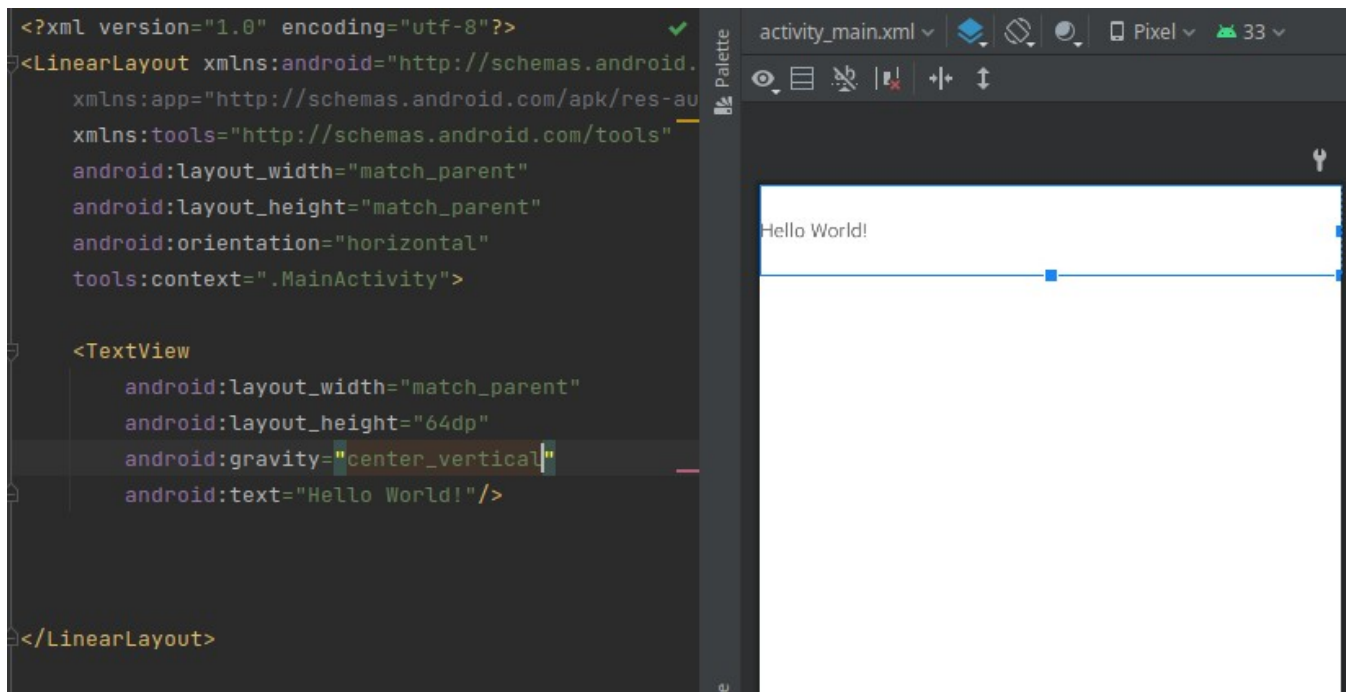 <?xml version="1.0" encoding="utf-8"?>
<LinearLayout xmlns:android="http://schemas.android.
    xmlns:app="http://schemas.android.com/apk/res-au
    xmlns:tools="http://schemas.android.com/tools"
    android:layout_width="match_parent"
    android:layout_height="match_parent"
    android:orientation="horizontal"
    tools:context=".MainActivity">
    <TextView
        android:layout_width="match_parent"
        android:layout_height="64dp"
        android:gravity="center_vertical"
        android:text="Hello World!"/>
</LinearLayout>
Palette
activity_main.xml
Pixel
33
Hello World!